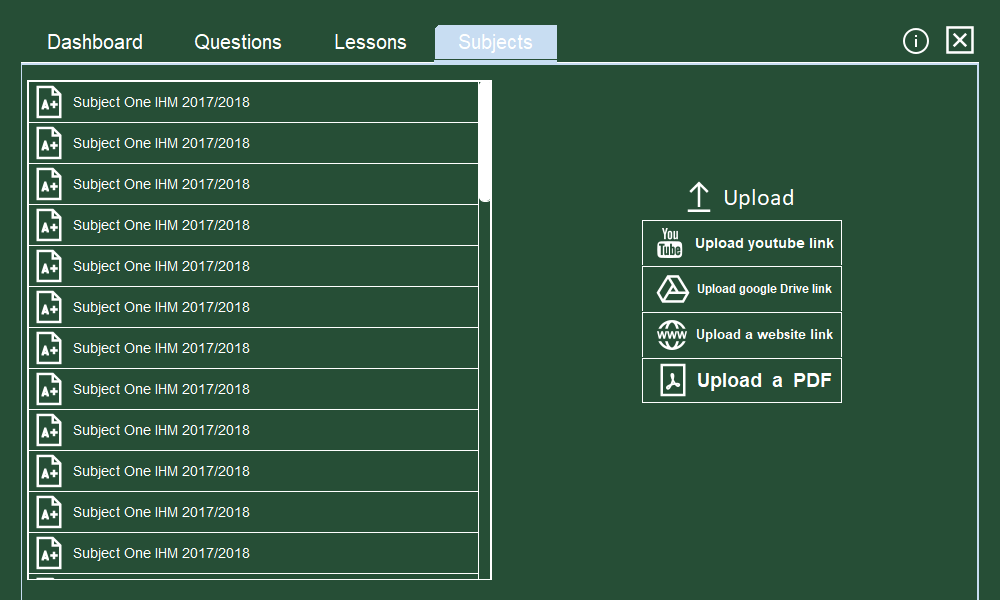 Dashboard Questions Lessons Subjects
A+ Subject One IHM 2017/2018
A+ Subject One IHM 2017/2018
A+ Subject One IHM 2017/2018
A+ Subject One IHM 2017/2018
A+ Subject One IHM 2017/2018
A+ Subject One IHM 2017/2018
A+ Subject One IHM 2017/2018
A+ Subject One IHM 2017/2018
A+ Subject One IHM 2017/2018
A+ Subject One IHM 2017/2018
A+ Subject One IHM 2017/2018
A+ Subject One IHM 2017/2018
Upload
You Tube Upload youtube link
Upload google Drive link
www Upload a website link
Upload a PDF